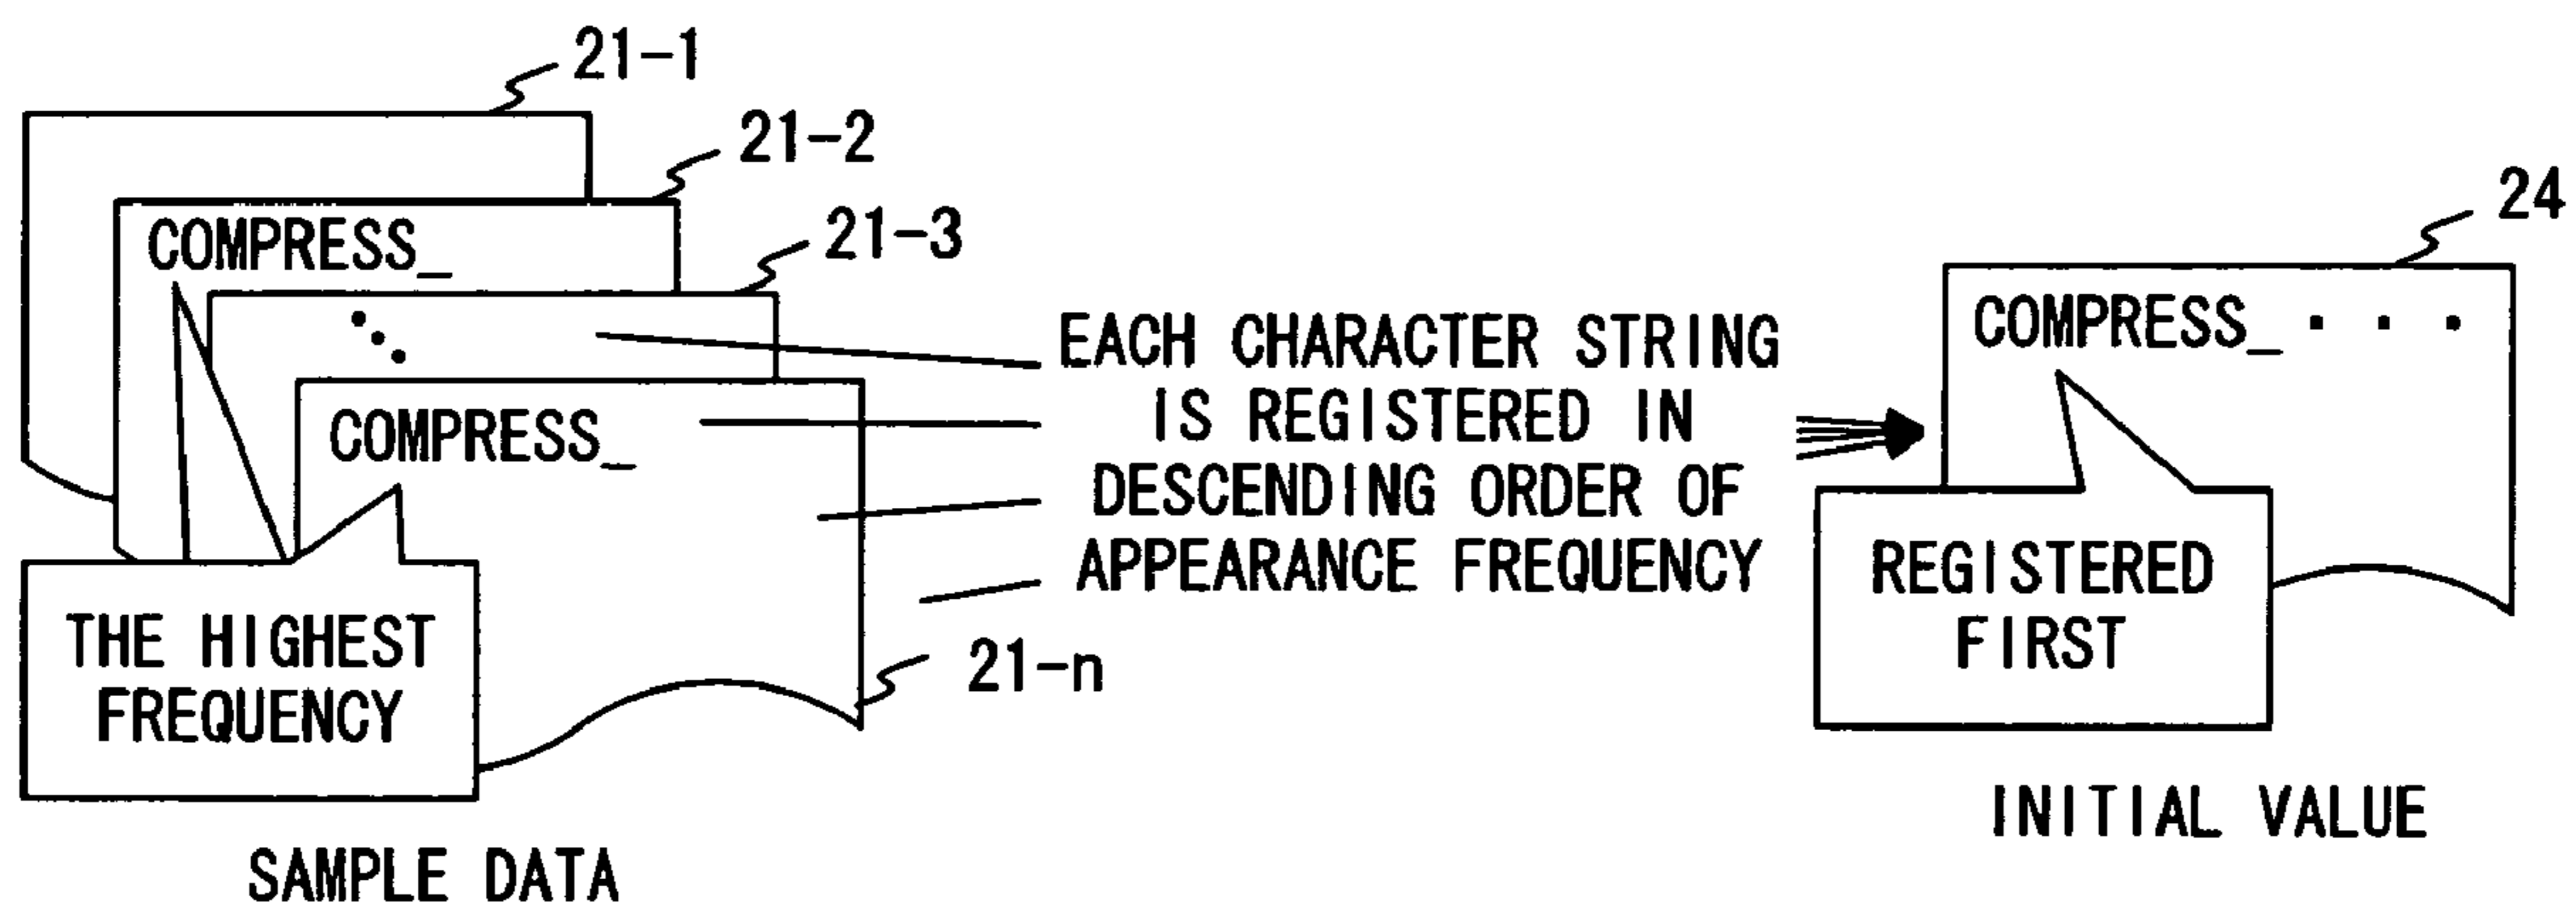 21-1
21-2
COMPRESS_
21-3
COMPRESS_
THE HIGHEST
FREQUENCY
21-n
SAMPLE DATA
EACH CHARACTER STRING
IS REGISTERED IN
DESCENDING ORDER OF
APPEARANCE FREQUENCY
24
COMPRESS_ . . .
REGISTERED
FIRST
INITIAL VALUE